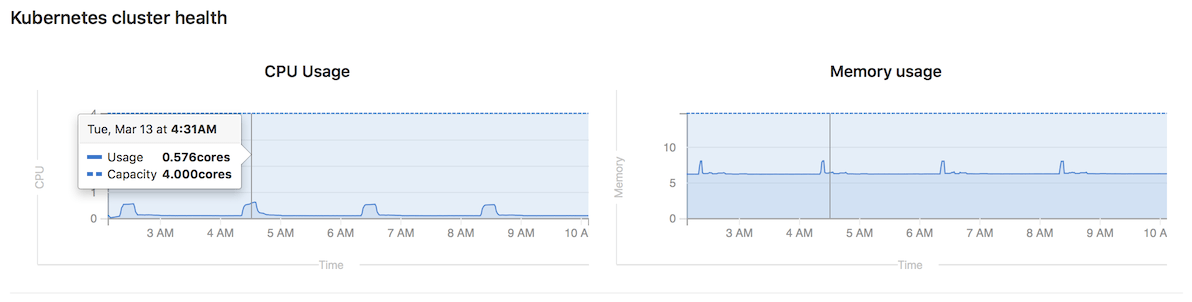 Kubernetes cluster health
CPU Usage
4
Tue, Mar 13 at 4:31AM
Usage 0.576cores
Capacity 4.000cores
1
0
CPU
3 AM 4 AM 5 AM 6 AM 7 AM 8 AM 9 AM 10 A
Time
Memory usage
10
5
0
Memory
3 AM 4 AM 5 AM 6 AM 7 AM 8 AM 9 AM 10 A
Time